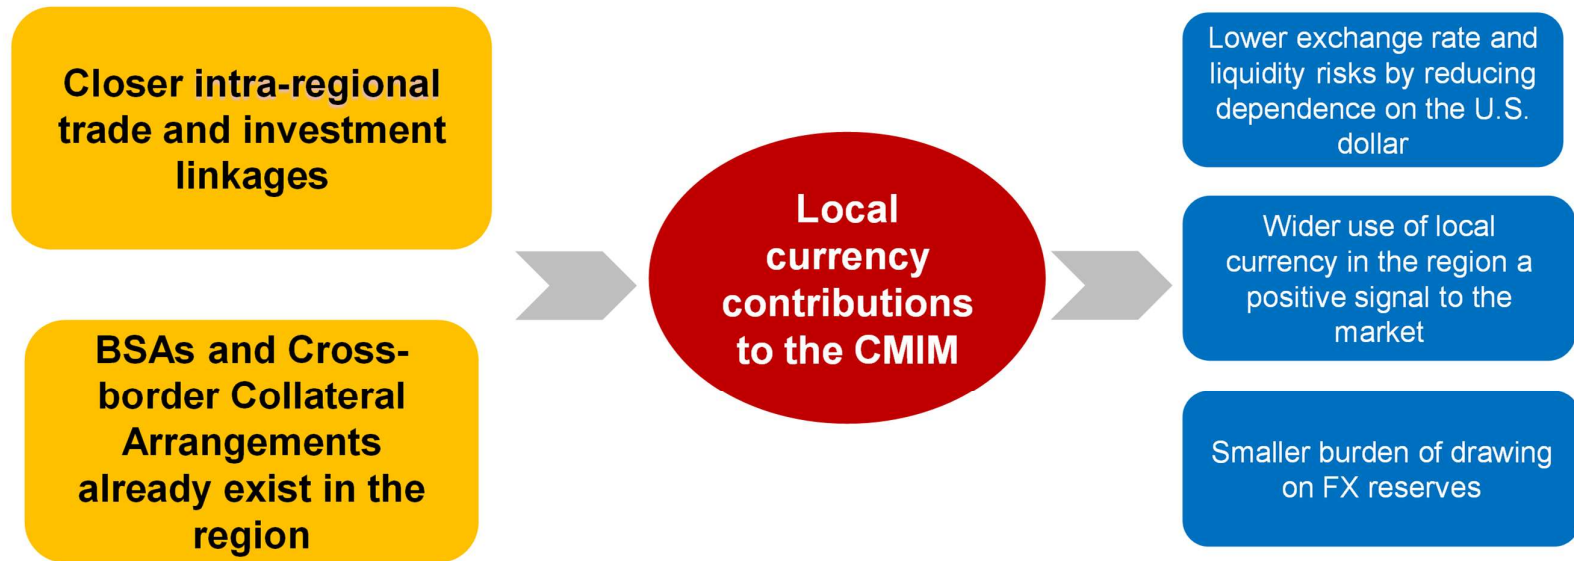 Closer intra-regional
trade and investment
linkages
BSAs and Cross-
border Collateral
Arrangements
already exist in the
region
Local
currency
contributions
to the CMIM
Lower exchange rate and
liquidity risks by reducing
dependence on the U.S.
dollar
Wider use of local
currency in the region a
positive signal to the
market
Smaller burden of drawing
on FX reserves